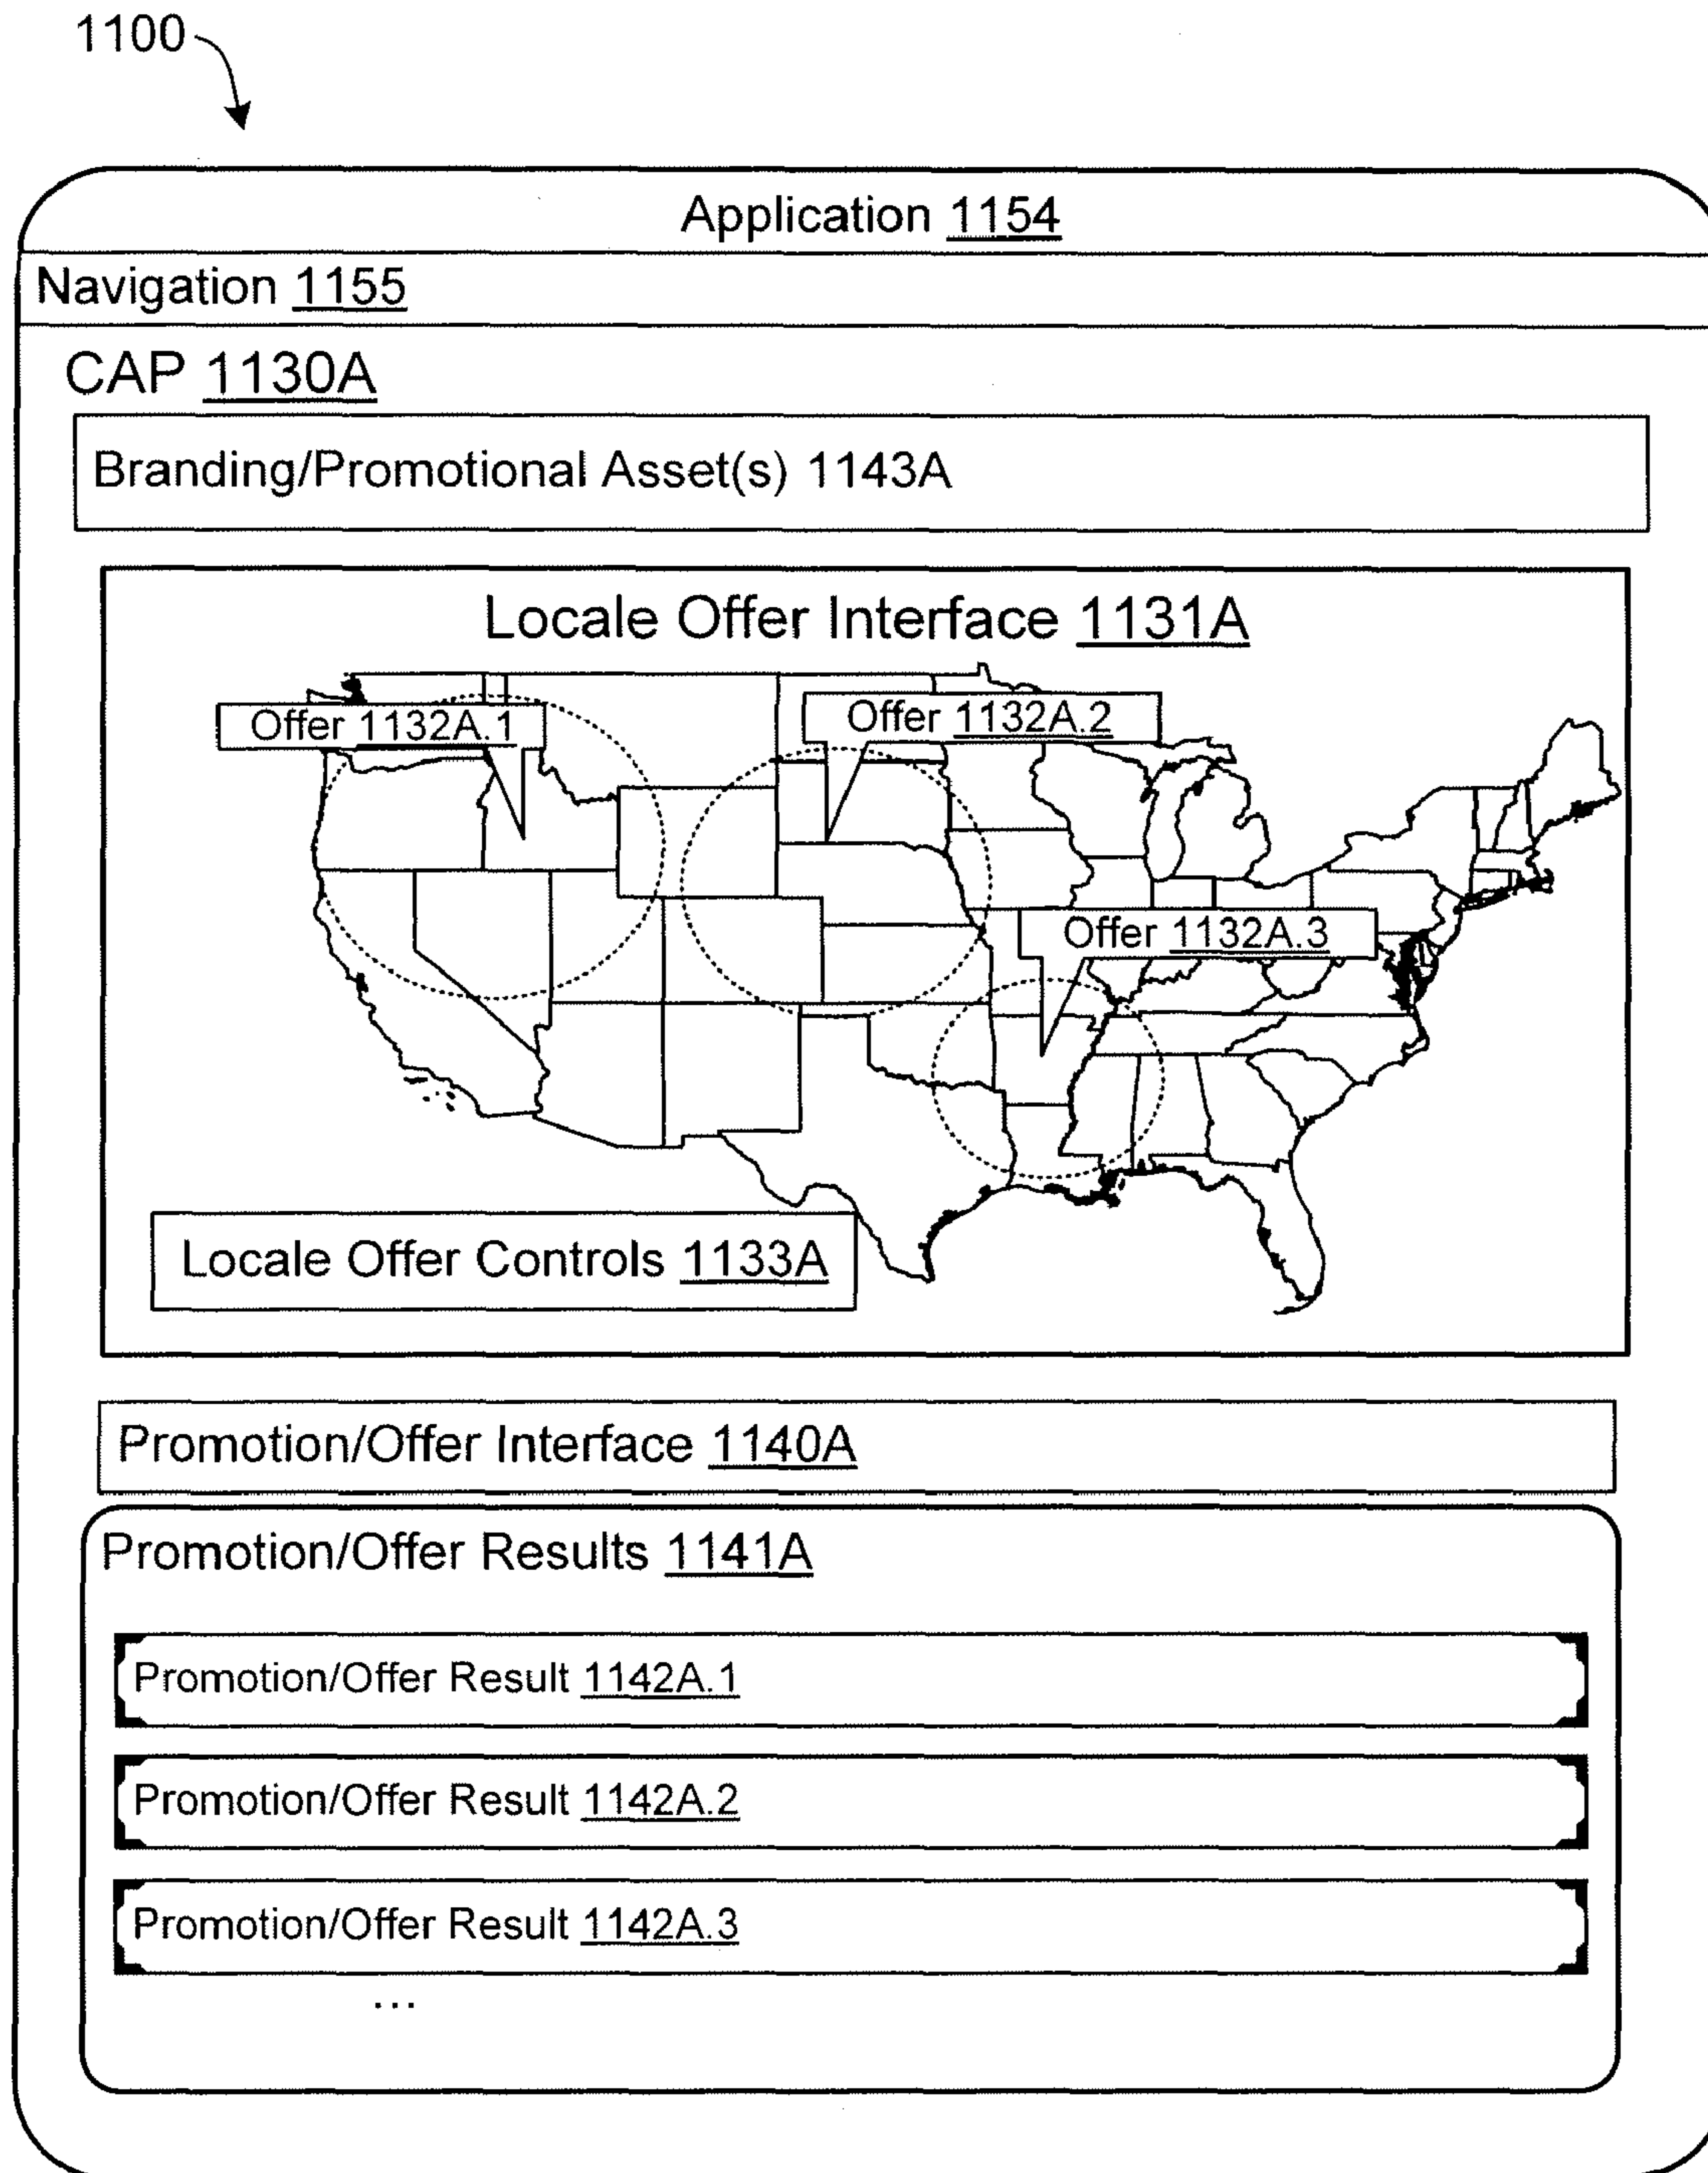 1100
Application 1154
Navigation 1155
CAP 1130A
Branding/Promotional Asset(s) 1143A
Locale Offer Interface 1131A
Offer 1132A.1
Offer 1132A.2
Offer 1132A.3
Locale Offer Controls 1133A
Promotion/Offer Interface 1140A
Promotion/Offer Results 1141A
Promotion/Offer Result 1142A.1
Promotion/Offer Result 1142A.2
Promotion/Offer Result 1142A.3
...